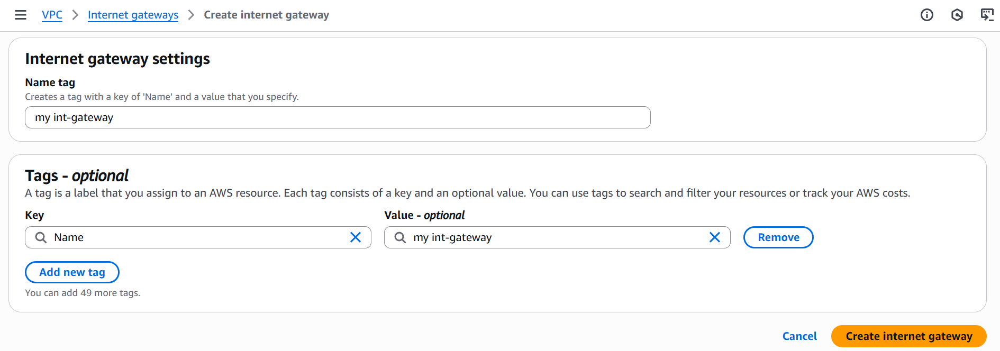 VPC > Internet gateways > Create internet gateway
Internet gateway settings
Name tag
Creates a tag with a key of 'Name' and a value that you specify.
my int-gateway
Tags - optional
A tag is a label that you assign to an AWS resource. Each tag consists of a key and an optional value. You can use tags to search and filter your resources or track your AWS costs.
Key Value - optional
Name my int-gateway Remove
Add new tag
You can add 49 more tags.
Cancel Create internet gateway